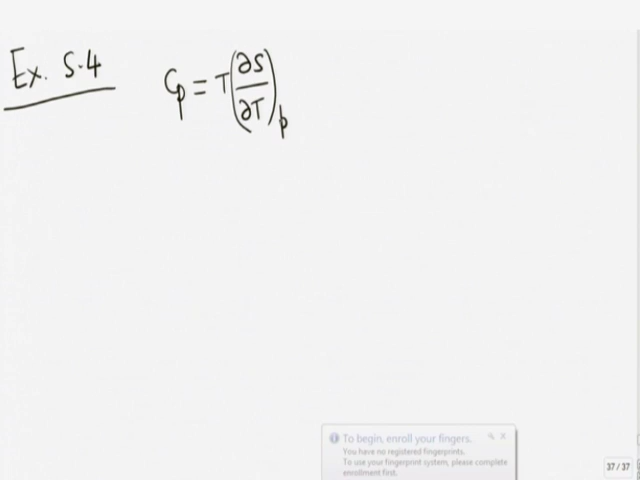 Ex. 5.4
Cp = T(∂S/∂T)p
To begin, enroll your fingers.
You have no registered fingerprints.
To use your fingerprint system, please complete
enrollment first.
37 / 37